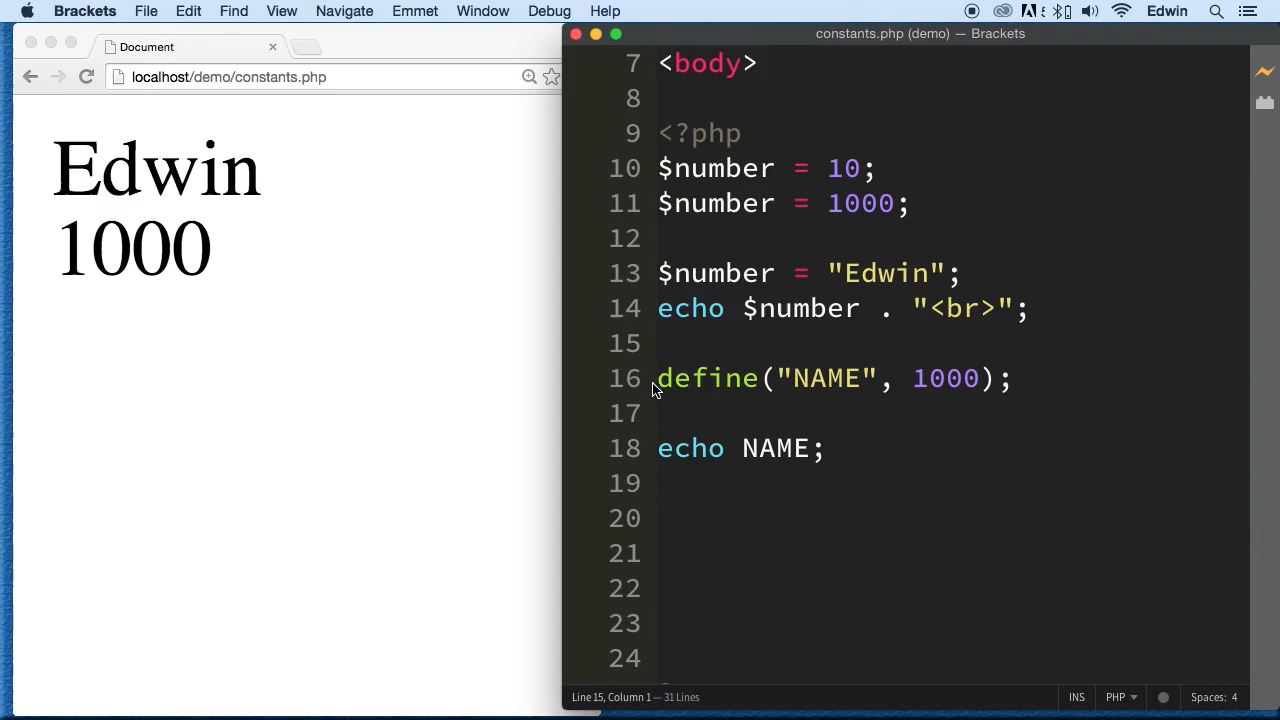 Brackets File Edit Find View Navigate Emmet Window Debug Help Edwin
Document
localhost/demo/constants.php
Edwin
1000
constants.php (demo) — Brackets
7 <body>
8
9 <?php
10 $number = 10;
11 $number = 1000;
12
13 $number = "Edwin";
14 echo $number . "<br>";
15
16 define("NAME", 1000);
17
18 echo NAME;
19
20
21
22
23
24
Line 15, Column 1 — 31 Lines INS PHP Spaces: 4